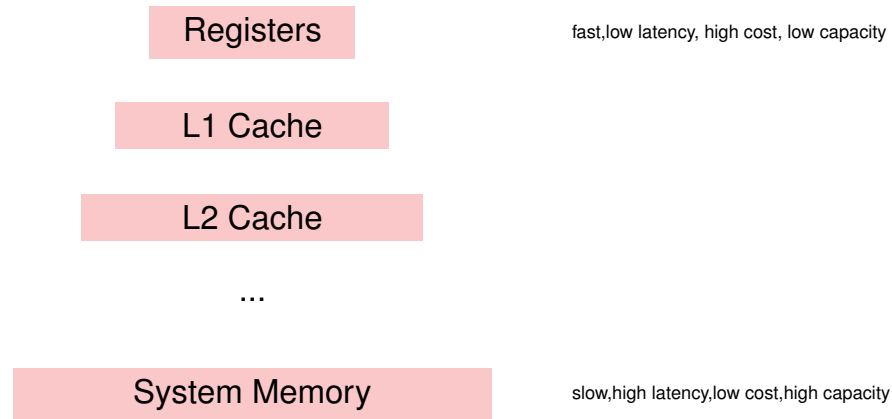 Registers
fast,low latency, high cost, low capacity
L1 Cache
L2 Cache
...
System Memory
slow,high latency,low cost,high capacity